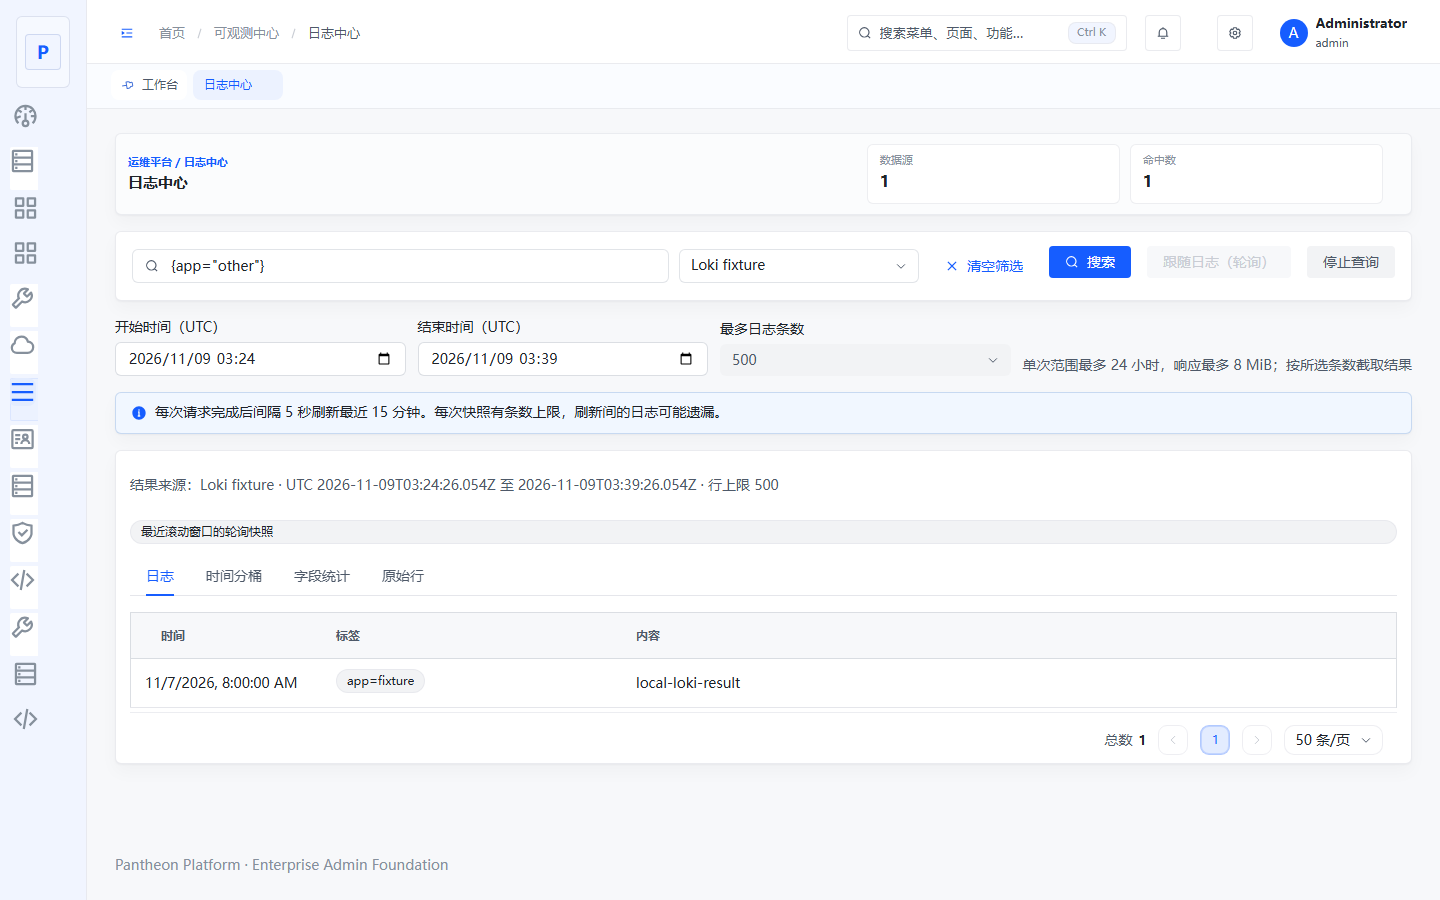 P
首页 / 可观测中心 / 日志中心
搜索菜单、页面、功能... Ctrl K
A
Administrator
admin
工作台
日志中心
运维平台 / 日志中心
日志中心
数据源
1
命中数
1
{app="other"}
Loki fixture
清空筛选
搜索
跟随日志（轮询）
停止查询
开始时间（UTC）
2026/11/09 03:24
结束时间（UTC）
2026/11/09 03:39
最多日志条数
500
单次范围最多 24 小时，响应最多 8 MiB；按所选条数截取结果
每次请求完成后间隔 5 秒刷新最近 15 分钟。每次快照有条数上限，刷新间的日志可能遗漏。
结果来源：Loki fixture · UTC 2026-11-09T03:24:26.054Z 至 2026-11-09T03:39:26.054Z · 行上限 500
最近滚动窗口的轮询快照
日志 时间分桶 字段统计 原始行
时间 标签 内容
11/7/2026, 8:00:00 AM app=fixture local-loki-result
总数 1 1 50 条/页
Pantheon Platform · Enterprise Admin Foundation